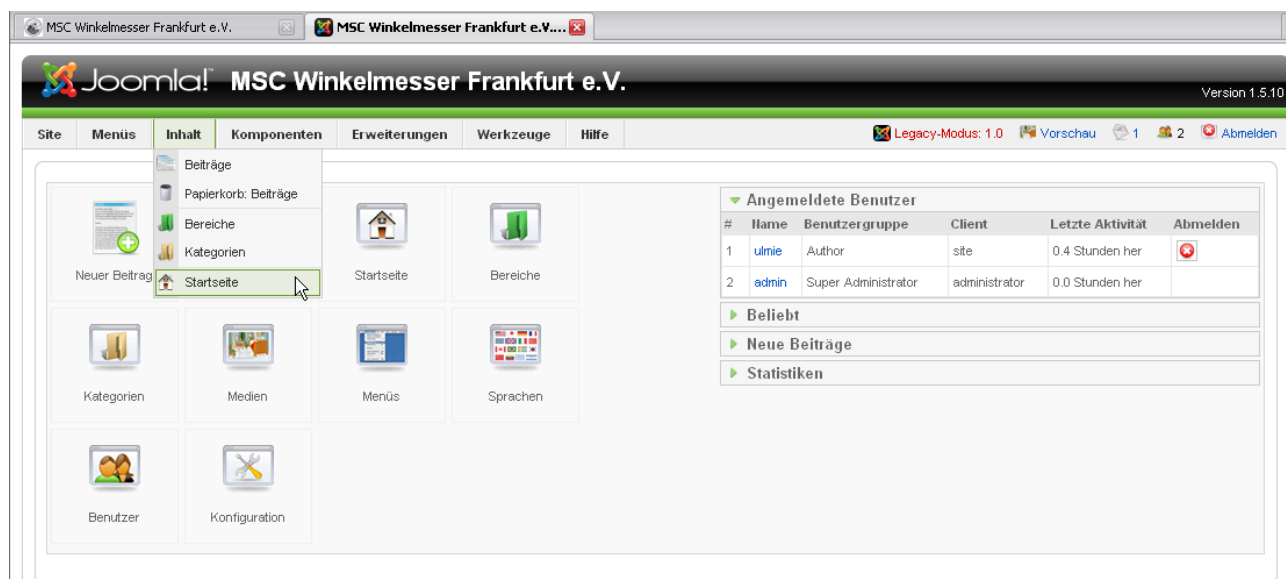 MSC Winkelmesser Frankfurt e.V.
MSC Winkelmesser Frankfurt e.V....
Joomla!™ MSC Winkelmesser Frankfurt e.V.
Version 1.5.10
Site Menüs Inhalt Komponenten Erweiterungen Werkzeuge Hilfe
Legacy-Modus: 1.0 Vorschau 1 2 Abmelden
Beiträge
Papierkorb: Beiträge
Bereiche
Kategorien
Startseite
Neuer Beitrag Startseite Bereiche
Kategorien Medien Menüs Sprachen
Benutzer Konfiguration
Angemeldete Benutzer
# Name Benutzergruppe Client Letzte Aktivität Abmelden
1 ulmie Author site 0.4 Stunden her
2 admin Super Administrator administrator 0.0 Stunden her
Beliebt
Neue Beiträge
Statistiken